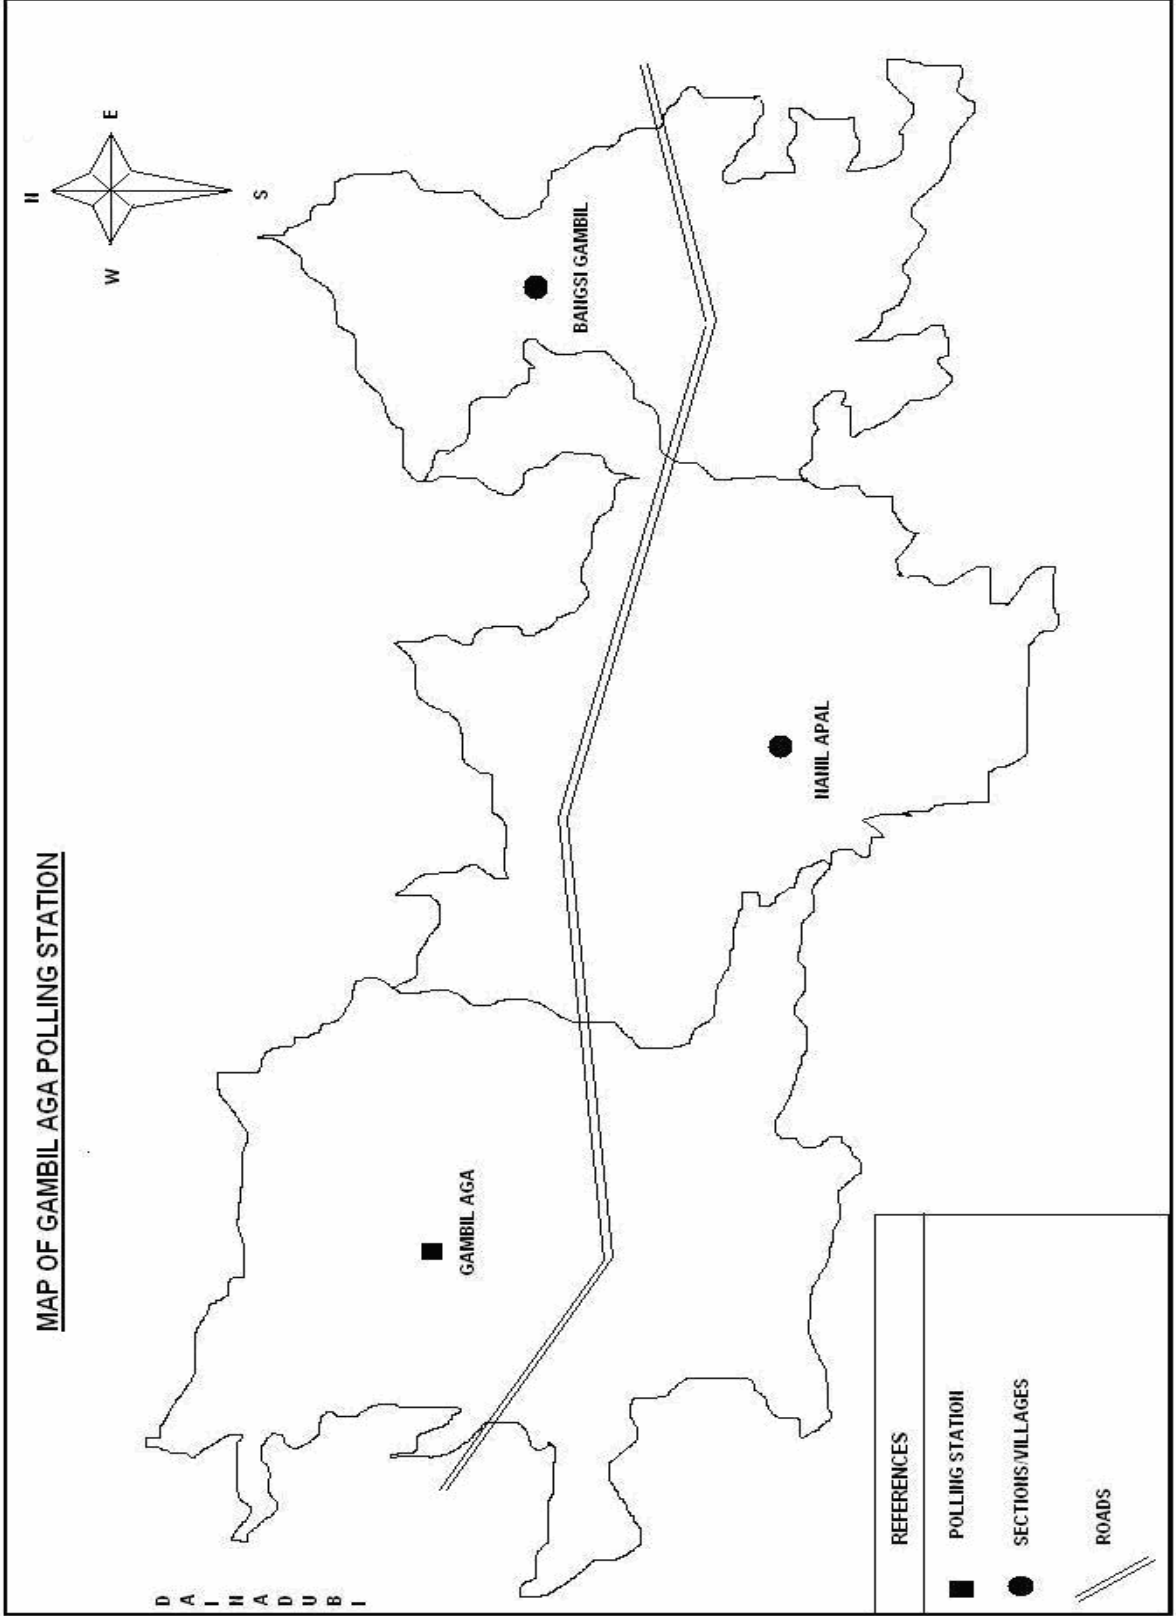 MAP OF GAMBIL AGA POLLING STATION
N
W
E
S
DAINADUBI
GAMBIL AGA
NANIL APAL
BANGSI GAMBIL
REFERENCES
POLLING STATION
SECTIONS/VILLAGES
ROADS